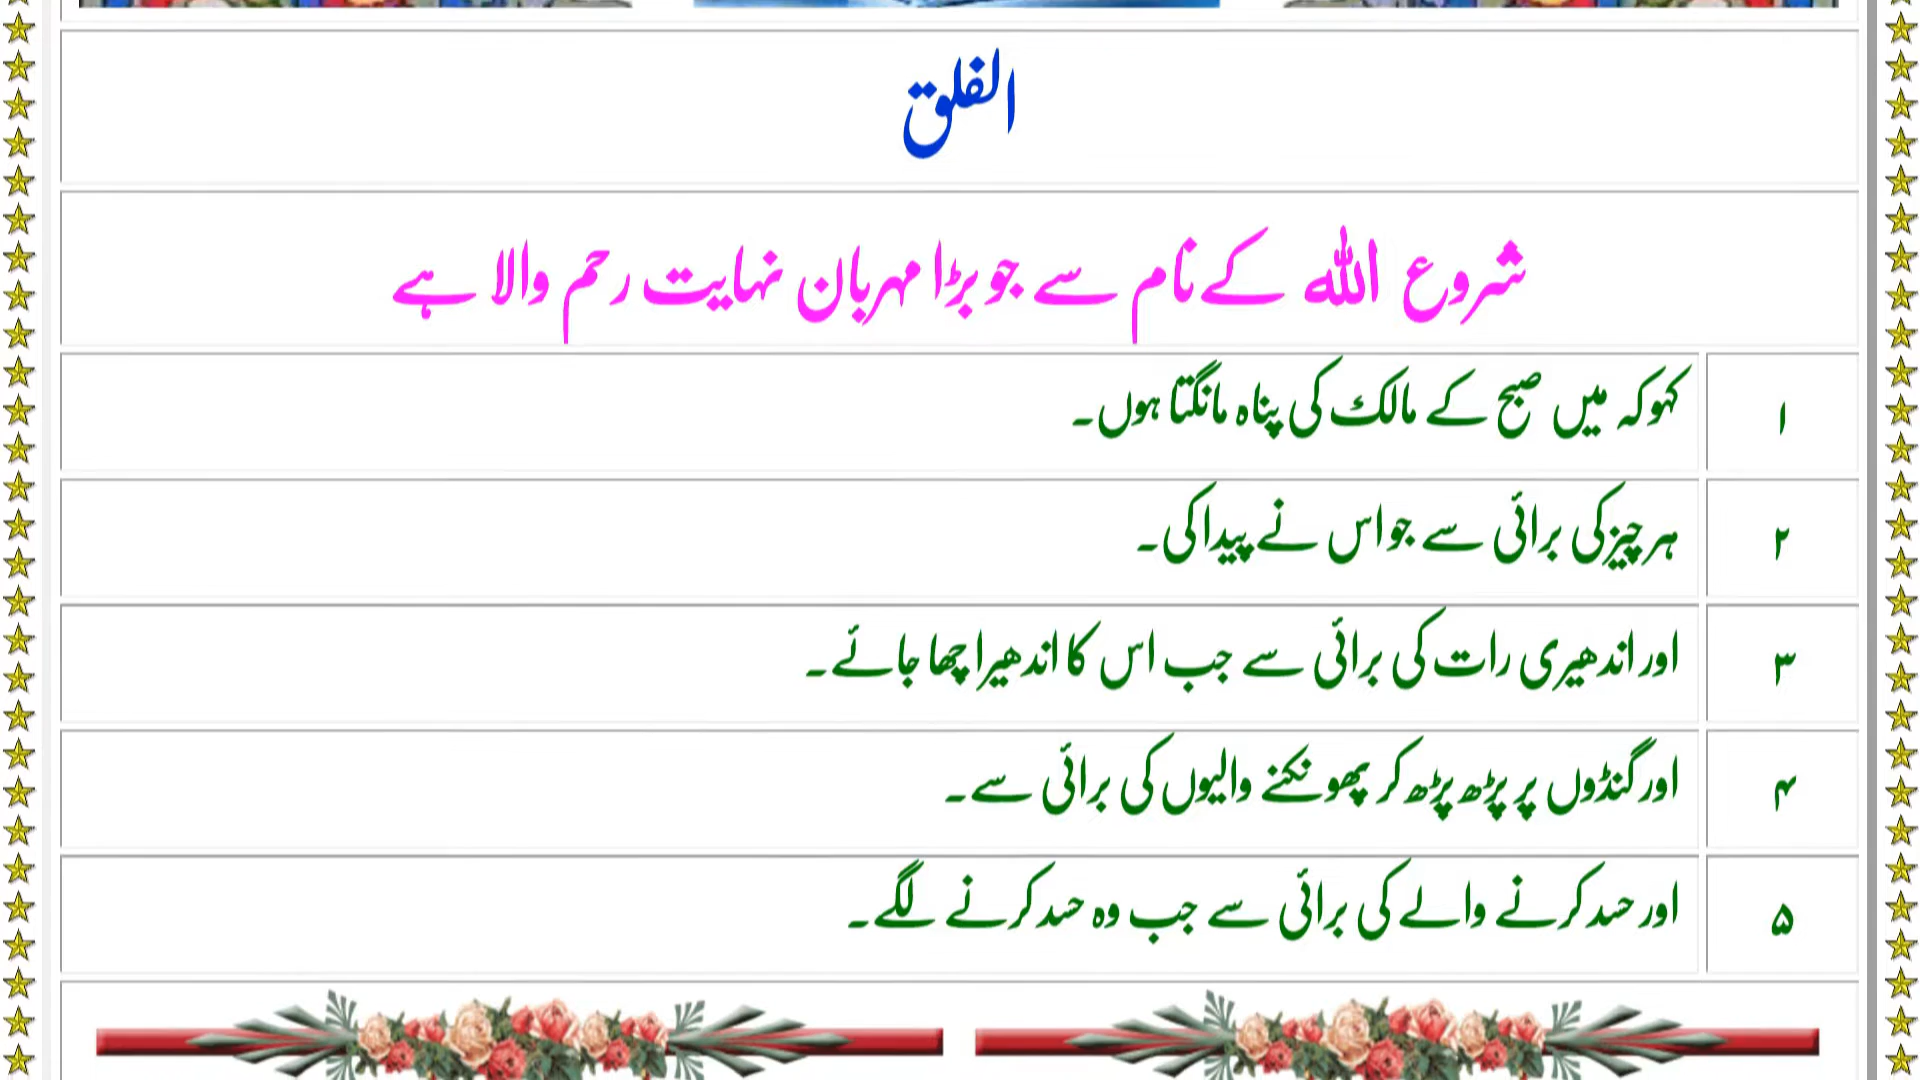 الفلق
شروع اللہ کے نام سے جو بڑا مہربان نہایت رحم والا ہے
۱ کہو کہ میں صبح کے مالک کی پناہ مانگتا ہوں۔
۲ ہر چیز کی برائی سے جو اس نے پیدا کی۔
۳ اور اندھیری رات کی برائی سے جب اس کا اندھیرا چھا جائے۔
۴ اور گنڈوں پر پڑھ پڑھ کر پھونکنے والیوں کی برائی سے۔
۵ اور حسد کرنے والے کی برائی سے جب وہ حسد کرنے لگے۔